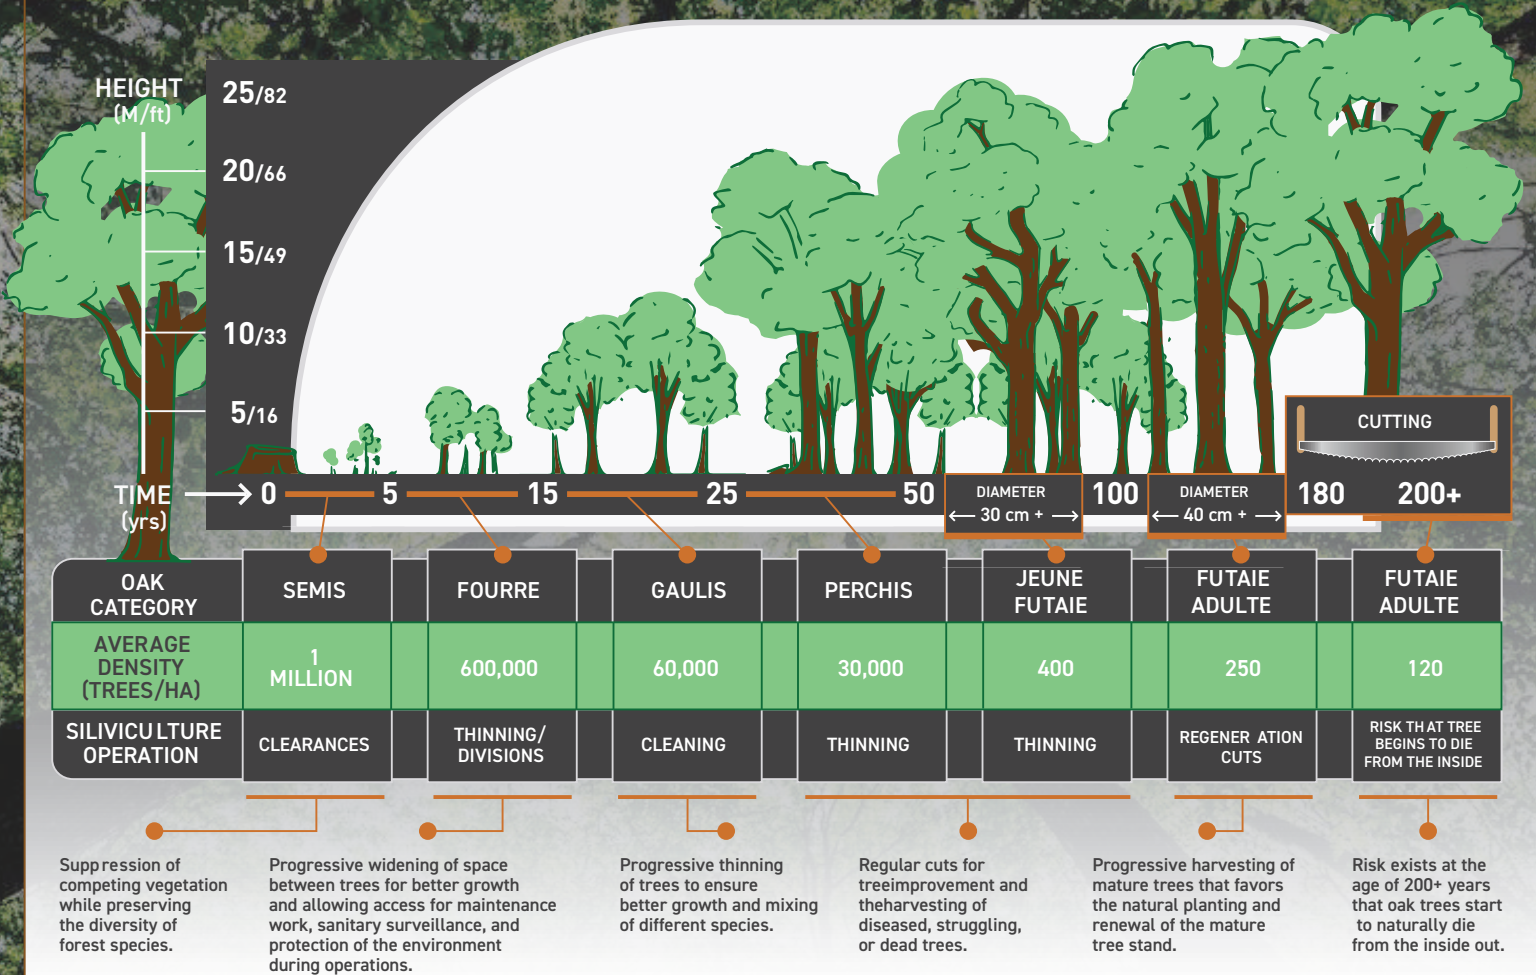 HEIGHT
(M/ft)
25/82
20/66
15/49
10/33
5/16
CUTTING
TIME
(yrs)
0
5
15
25
50
DIAMETER
30 cm +
100
DIAMETER
40 cm +
180
200+
OAK
CATEGORY
SEMIS
FOURRE
GAULIS
PERCHIS
JEUNE
FUTAIE
FUTAIE
ADULTE
FUTAIE
ADULTE
AVERAGE
DENSITY
(TREES/HA)
1
MILLION
600,000
60,000
30,000
400
250
120
SILIVICULTURE
OPERATION
CLEARANCES
THINNING/
DIVISIONS
CLEANING
THINNING
THINNING
REGENER ATION
CUTS
RISK THAT TREE
BEGINS TO DIE
FROM THE INSIDE
Suppression of
competing vegetation
while preserving
the diversity of
forest species.
Progressive widening of space
between trees for better growth
and allowing access for maintenance
work, sanitary surveillance, and
protection of the environment
during operations.
Progressive thinning
of trees to ensure
better growth and mixing
of different species.
Regular cuts for
treeimprovement and
theharvesting of
diseased, struggling,
or dead trees.
Progressive harvesting of
mature trees that favors
the natural planting and
renewal of the mature
tree stand.
Risk exists at the
age of 200+ years
that oak trees start
to naturally die
from the inside out.